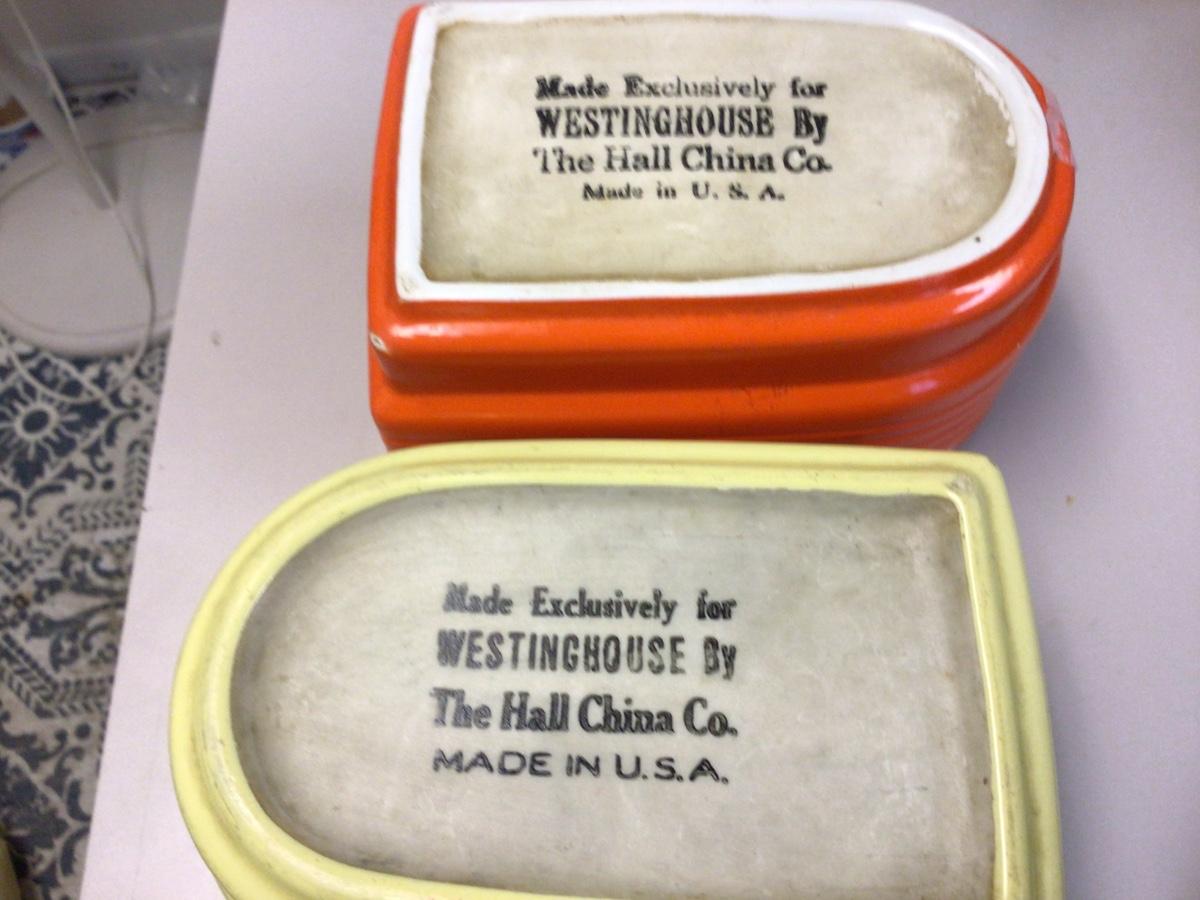 Made Exclusively for
WESTINGHOUSE By
The Hall China Co.
Made in U. S. A.
Made Exclusively for
WESTINGHOUSE By
The Hall China Co.
MADE IN U.S.A.